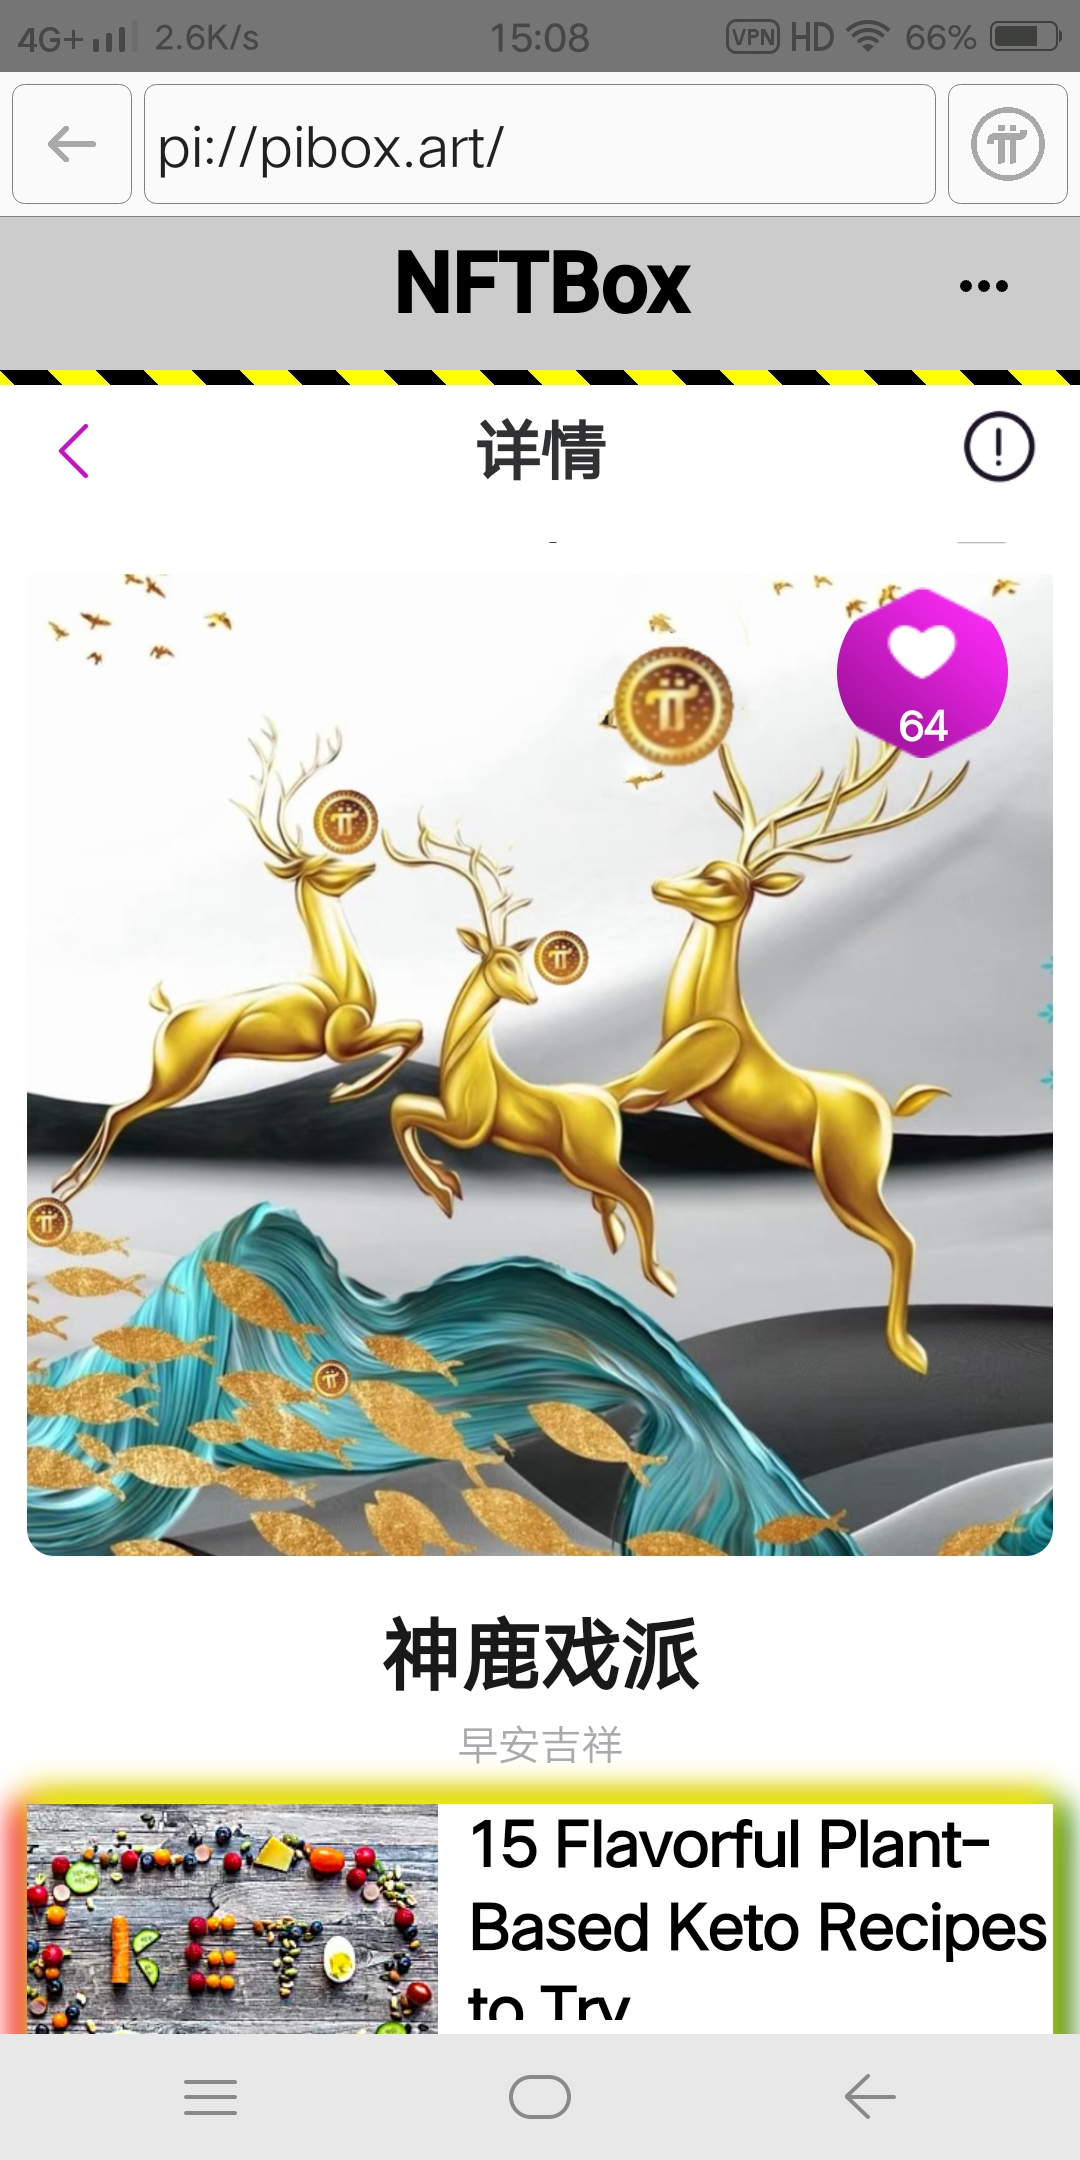 4G+ 2.6K/s 15:08 VPN HD 66%
pi://pibox.art/
NFTBox
详情
64
神鹿戏派
早安吉祥
15 Flavorful Plant-
Based Keto Recipes
to Try
KETO